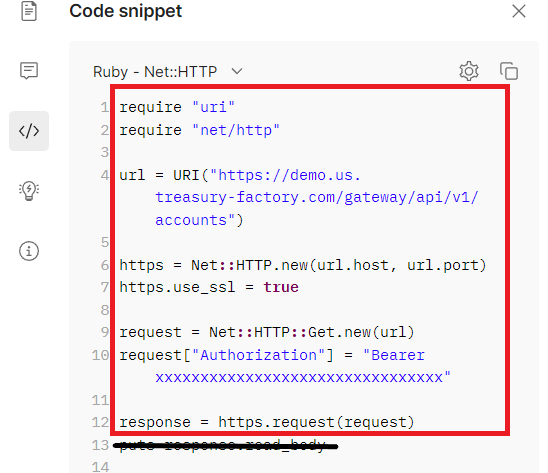 Code snippet
Ruby - Net::HTTP
1 require "uri"
2 require "net/http"
3
4 url = URI("https://demo.us.
treasury-factory.com/gateway/api/v1/
accounts")
5
6 https = Net::HTTP.new(url.host, url.port)
7 https.use_ssl = true
8
9 request = Net::HTTP::Get.new(url)
10 request["Authorization"] = "Bearer
xxxxxxxxxxxxxxxxxxxxxxxxxxxxxxxx"
11
12 response = https.request(request)
13 puts response.read_body
14